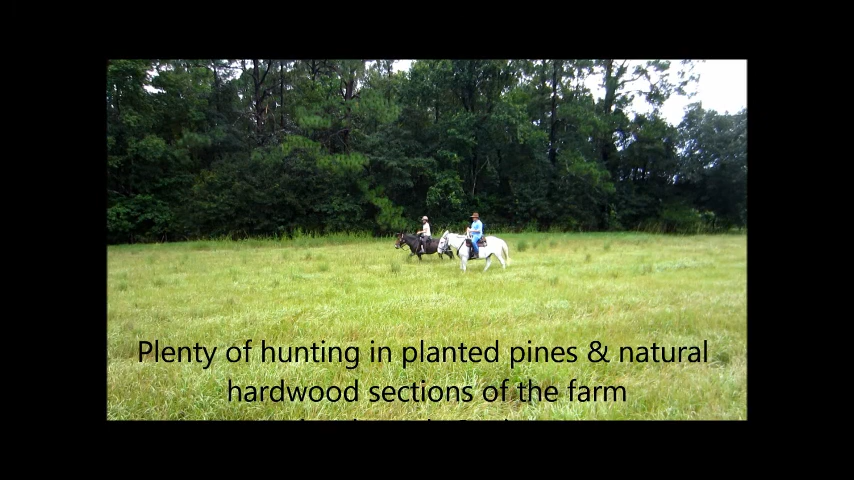 Plenty of hunting in planted pines & natural
hardwood sections of the farm